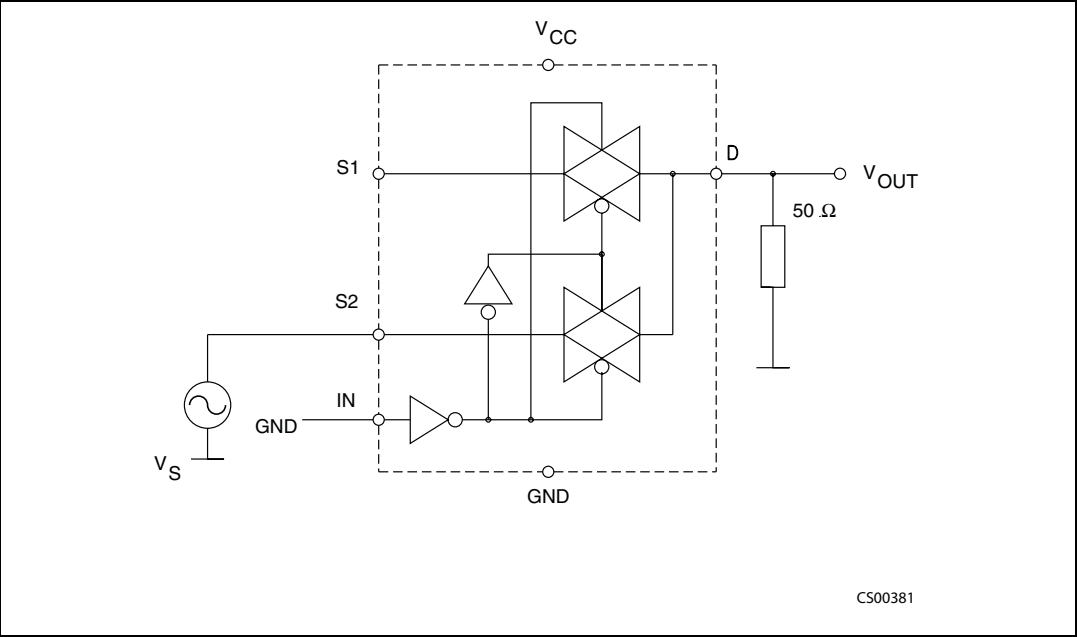 VCC
S1
D
VOUT
50 Ω
S2
IN
GND
VS
GND
CS00381